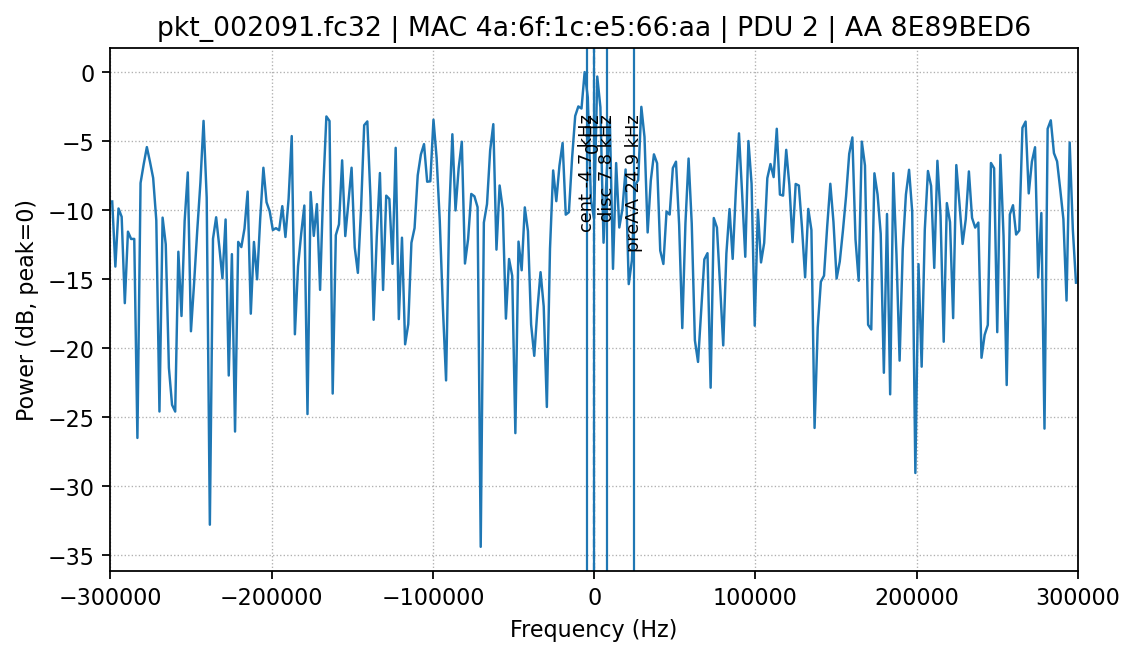 pkt_002091.fc32 | MAC 4a:6f:1c:e5:66:aa | PDU 2 | AA 8E89BED6
Power (dB, peak=0)
0
−5
−10
−15
−20
−25
−30
−35
cent -4.7 kHz
disc 7.8 kHz
preAA 24.9 kHz
−300000
−200000
−100000
0
100000
200000
300000
Frequency (Hz)